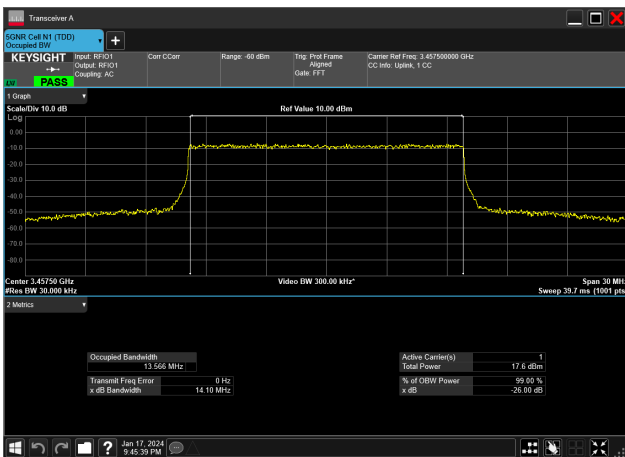 Transceiver A
5GNR Cell N1 (TDD)
Occupied BW
KEYSIGHT
LV
PASS
Input: RFIO1
Output: RFIO1
Coupling: AC
Corr CCorr
Range: -60 dBm
Trig: Prot Frame
Aligned
Gate: FFT
Carrier Ref Freq: 3.457500000 GHz
CC Info: Uplink, 1 CC
1 Graph
Scale/Div 10.0 dB
Ref Value 10.00 dBm
Log
0.00
-10.0
-20.0
-30.0
-40.0
-50.0
-60.0
-70.0
-80.0
Center 3.45750 GHz
Video BW 300.00 kHz*
Span 30 MHz
#Res BW 30.000 kHz
Sweep 39.7 ms (1001 pts
2 Metrics
Occupied Bandwidth
13.566 MHz
Transmit Freq Error 0 Hz
x dB Bandwidth 14.10 MHz
Active Carrier(s) 1
Total Power 17.6 dBm
% of OBW Power 99.00 %
x dB -26.00 dB
Jan 17, 2024
9:45:39 PM